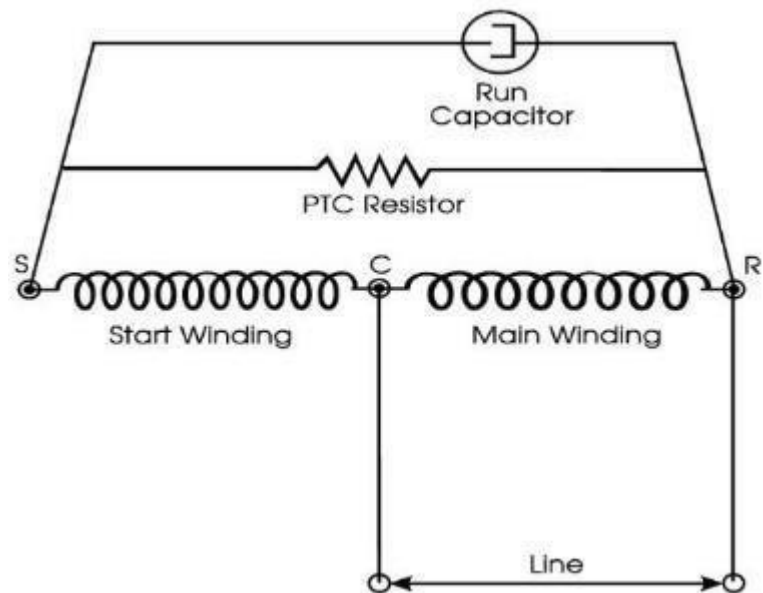 Run
Capacitor
PTC Resistor
S
C
R
Start Winding
Main Winding
Line